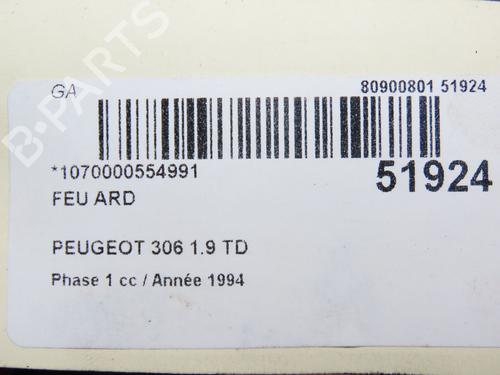 GA
80900801 51924
*1070000554991
51924
FEU ARD
PEUGEOT 306 1.9 TD
Phase 1 cc / Année 1994
B-PARTS